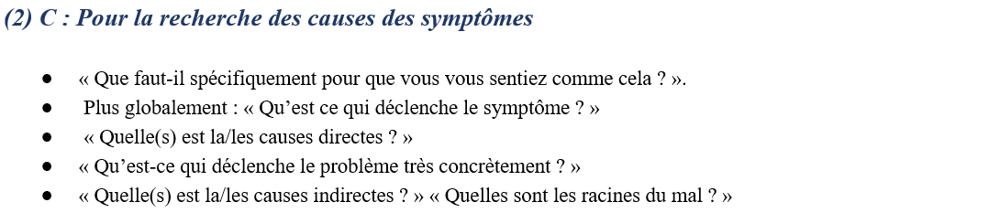 (2) C : Pour la recherche des causes des symptômes
● « Que faut-il spécifiquement pour que vous vous sentiez comme cela ? ».
● Plus globalement : « Qu’est ce qui déclenche le symptôme ? »
● « Quelle(s) est la/les causes directes ? »
● « Qu’est-ce qui déclenche le problème très concrètement ? »
● « Quelle(s) est la/les causes indirectes ? » « Quelles sont les racines du mal ? »